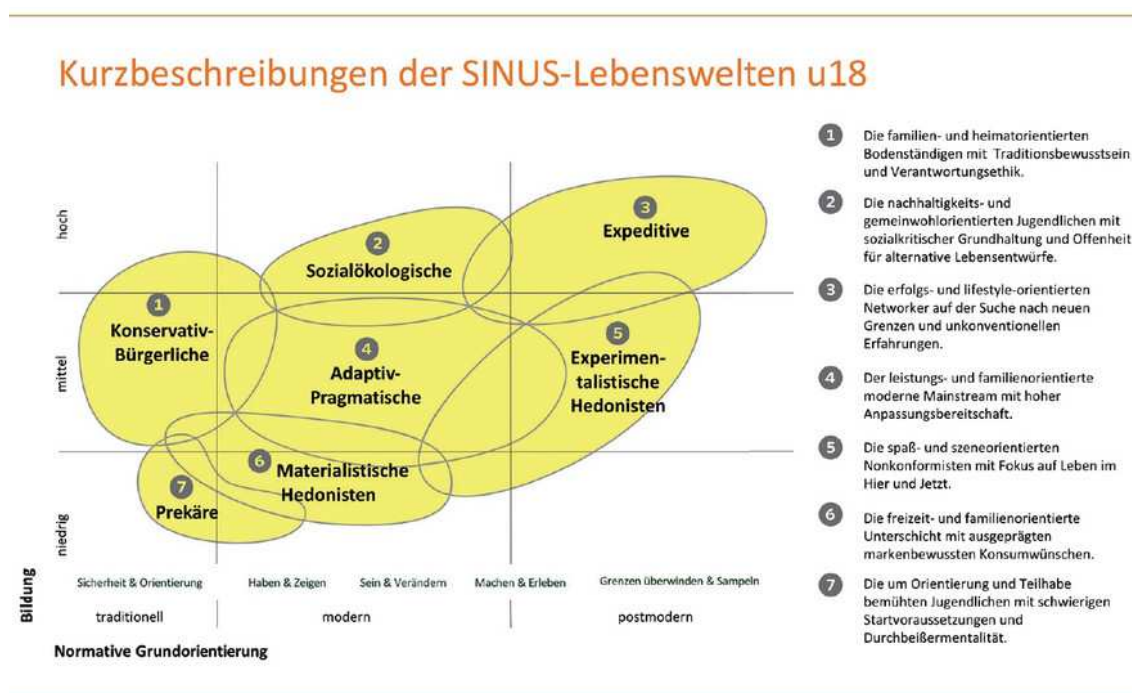 Kurzbeschreibungen der SINUS-Lebenswelten u18
hoch
mittel
niedrig
Bildung
3
Expeditive
2
Sozialökologische
1
Konservativ-
Bürgerliche
4
Adaptiv-
Pragmatische
5
Experimen-
talistische
Hedonisten
6 Materialistische
Hedonisten
7
Prekäre
Sicherheit & Orientierung
Haben & Zeigen
Sein & Verändern
Machen & Erleben
Grenzen überwinden & Sampeln
traditionell
modern
postmodern
Normative Grundorientierung
1 Die familien- und heimatorientierten
Bodenständigen mit Traditionsbewusstsein
und Verantwortungsethik.
2 Die nachhaltigkeits- und
gemeinwohlorientierten Jugendlichen mit
sozialkritischer Grundhaltung und Offenheit
für alternative Lebensentwürfe.
3 Die erfolgs- und lifestyle-orientierten
Networker auf der Suche nach neuen
Grenzen und unkonventionellen
Erfahrungen.
4 Der leistungs- und familienorientierte
moderne Mainstream mit hoher
Anpassungsbereitschaft.
5 Die spaß- und szeneorientierten
Nonkonformisten mit Fokus auf Leben im
Hier und Jetzt.
6 Die freizeit- und familienorientierte
Unterschicht mit ausgeprägten
markenbewussten Konsumwünschen.
7 Die um Orientierung und Teilhabe
bemühten Jugendlichen mit schwierigen
Startvoraussetzungen und
Durchbeißermentalität.